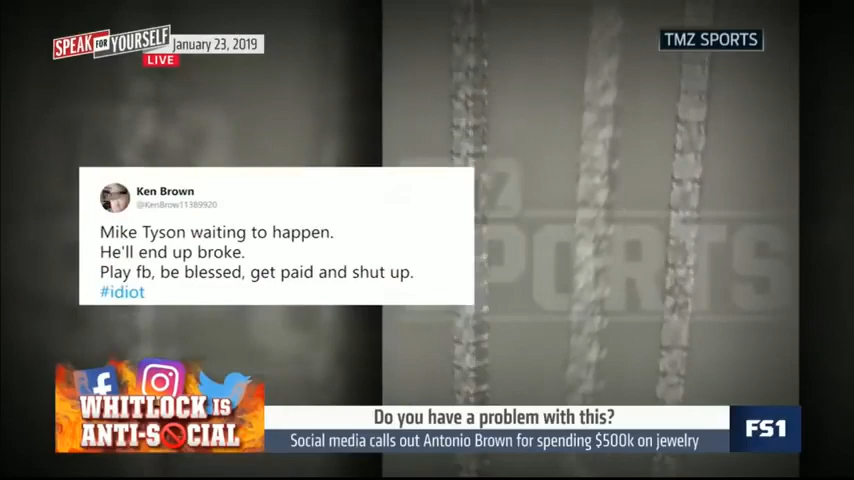 SPEAK FOR YOURSELF
January 23, 2019
LIVE
TMZ SPORTS
Ken Brown
@KenBrow11389920
Mike Tyson waiting to happen.
He'll end up broke.
Play fb, be blessed, get paid and shut up.
#idiot
SPORTS
WHITLOCK IS
ANTI-SOCIAL
Do you have a problem with this?
Social media calls out Antonio Brown for spending $500k on jewelry
FS1